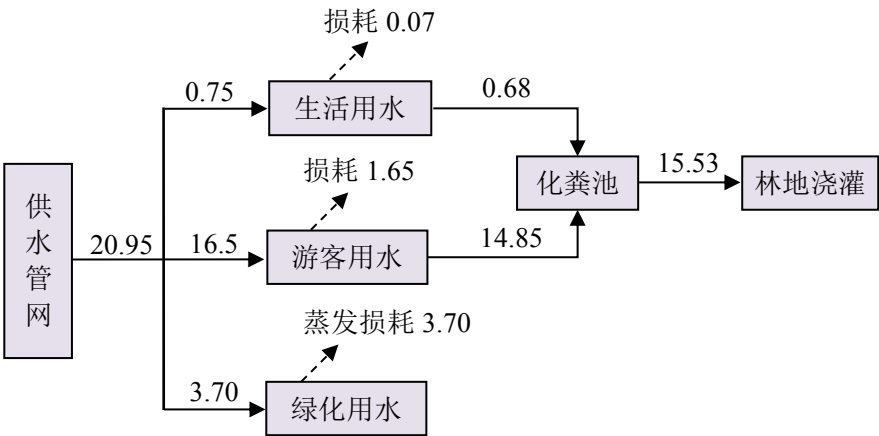 损耗 0.07
0.75
生活用水
0.68
损耗 1.65
化粪池
15.53
林地浇灌
供水管网
20.95
16.5
游客用水
14.85
蒸发损耗 3.70
3.70
绿化用水